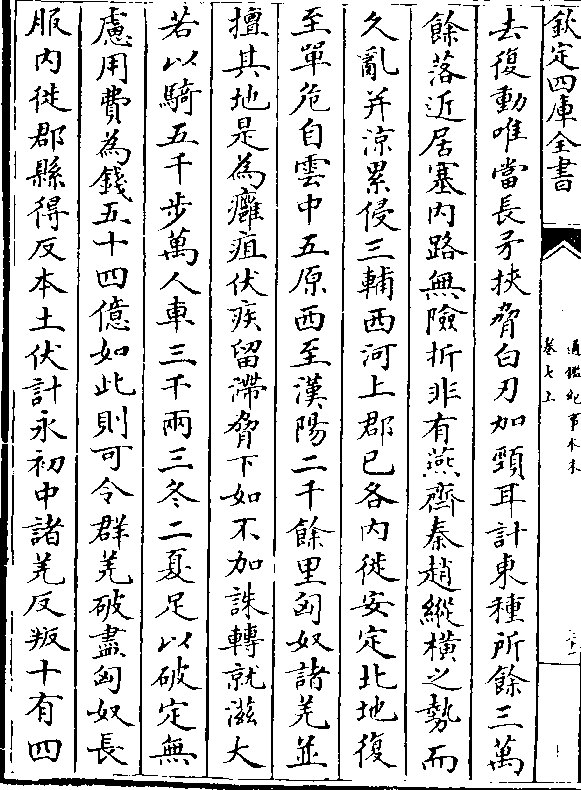 欽定四庫全書
通鑑紀事本末
卷七上
去復動唯當長矛挾脅白刃加頸耳計東種所餘三萬
餘落近居塞内路無險折非有燕齊秦趙縱橫之勢而
久亂并涼累侵三輔西河上郡已各内徙安定北地復
至單危自雲中五原西至漢陽二千餘里匈奴諸羌並
擅其地是為癰疽伏疾留滯脅下如不加誅轉就滋大
若以騎五千步萬人車三千兩三冬二夏足以破定無
慮用費為錢五十四億如此則可令群羌破盡匈奴長
服内徙郡縣得反本土伏計永初中諸羌反叛十有四